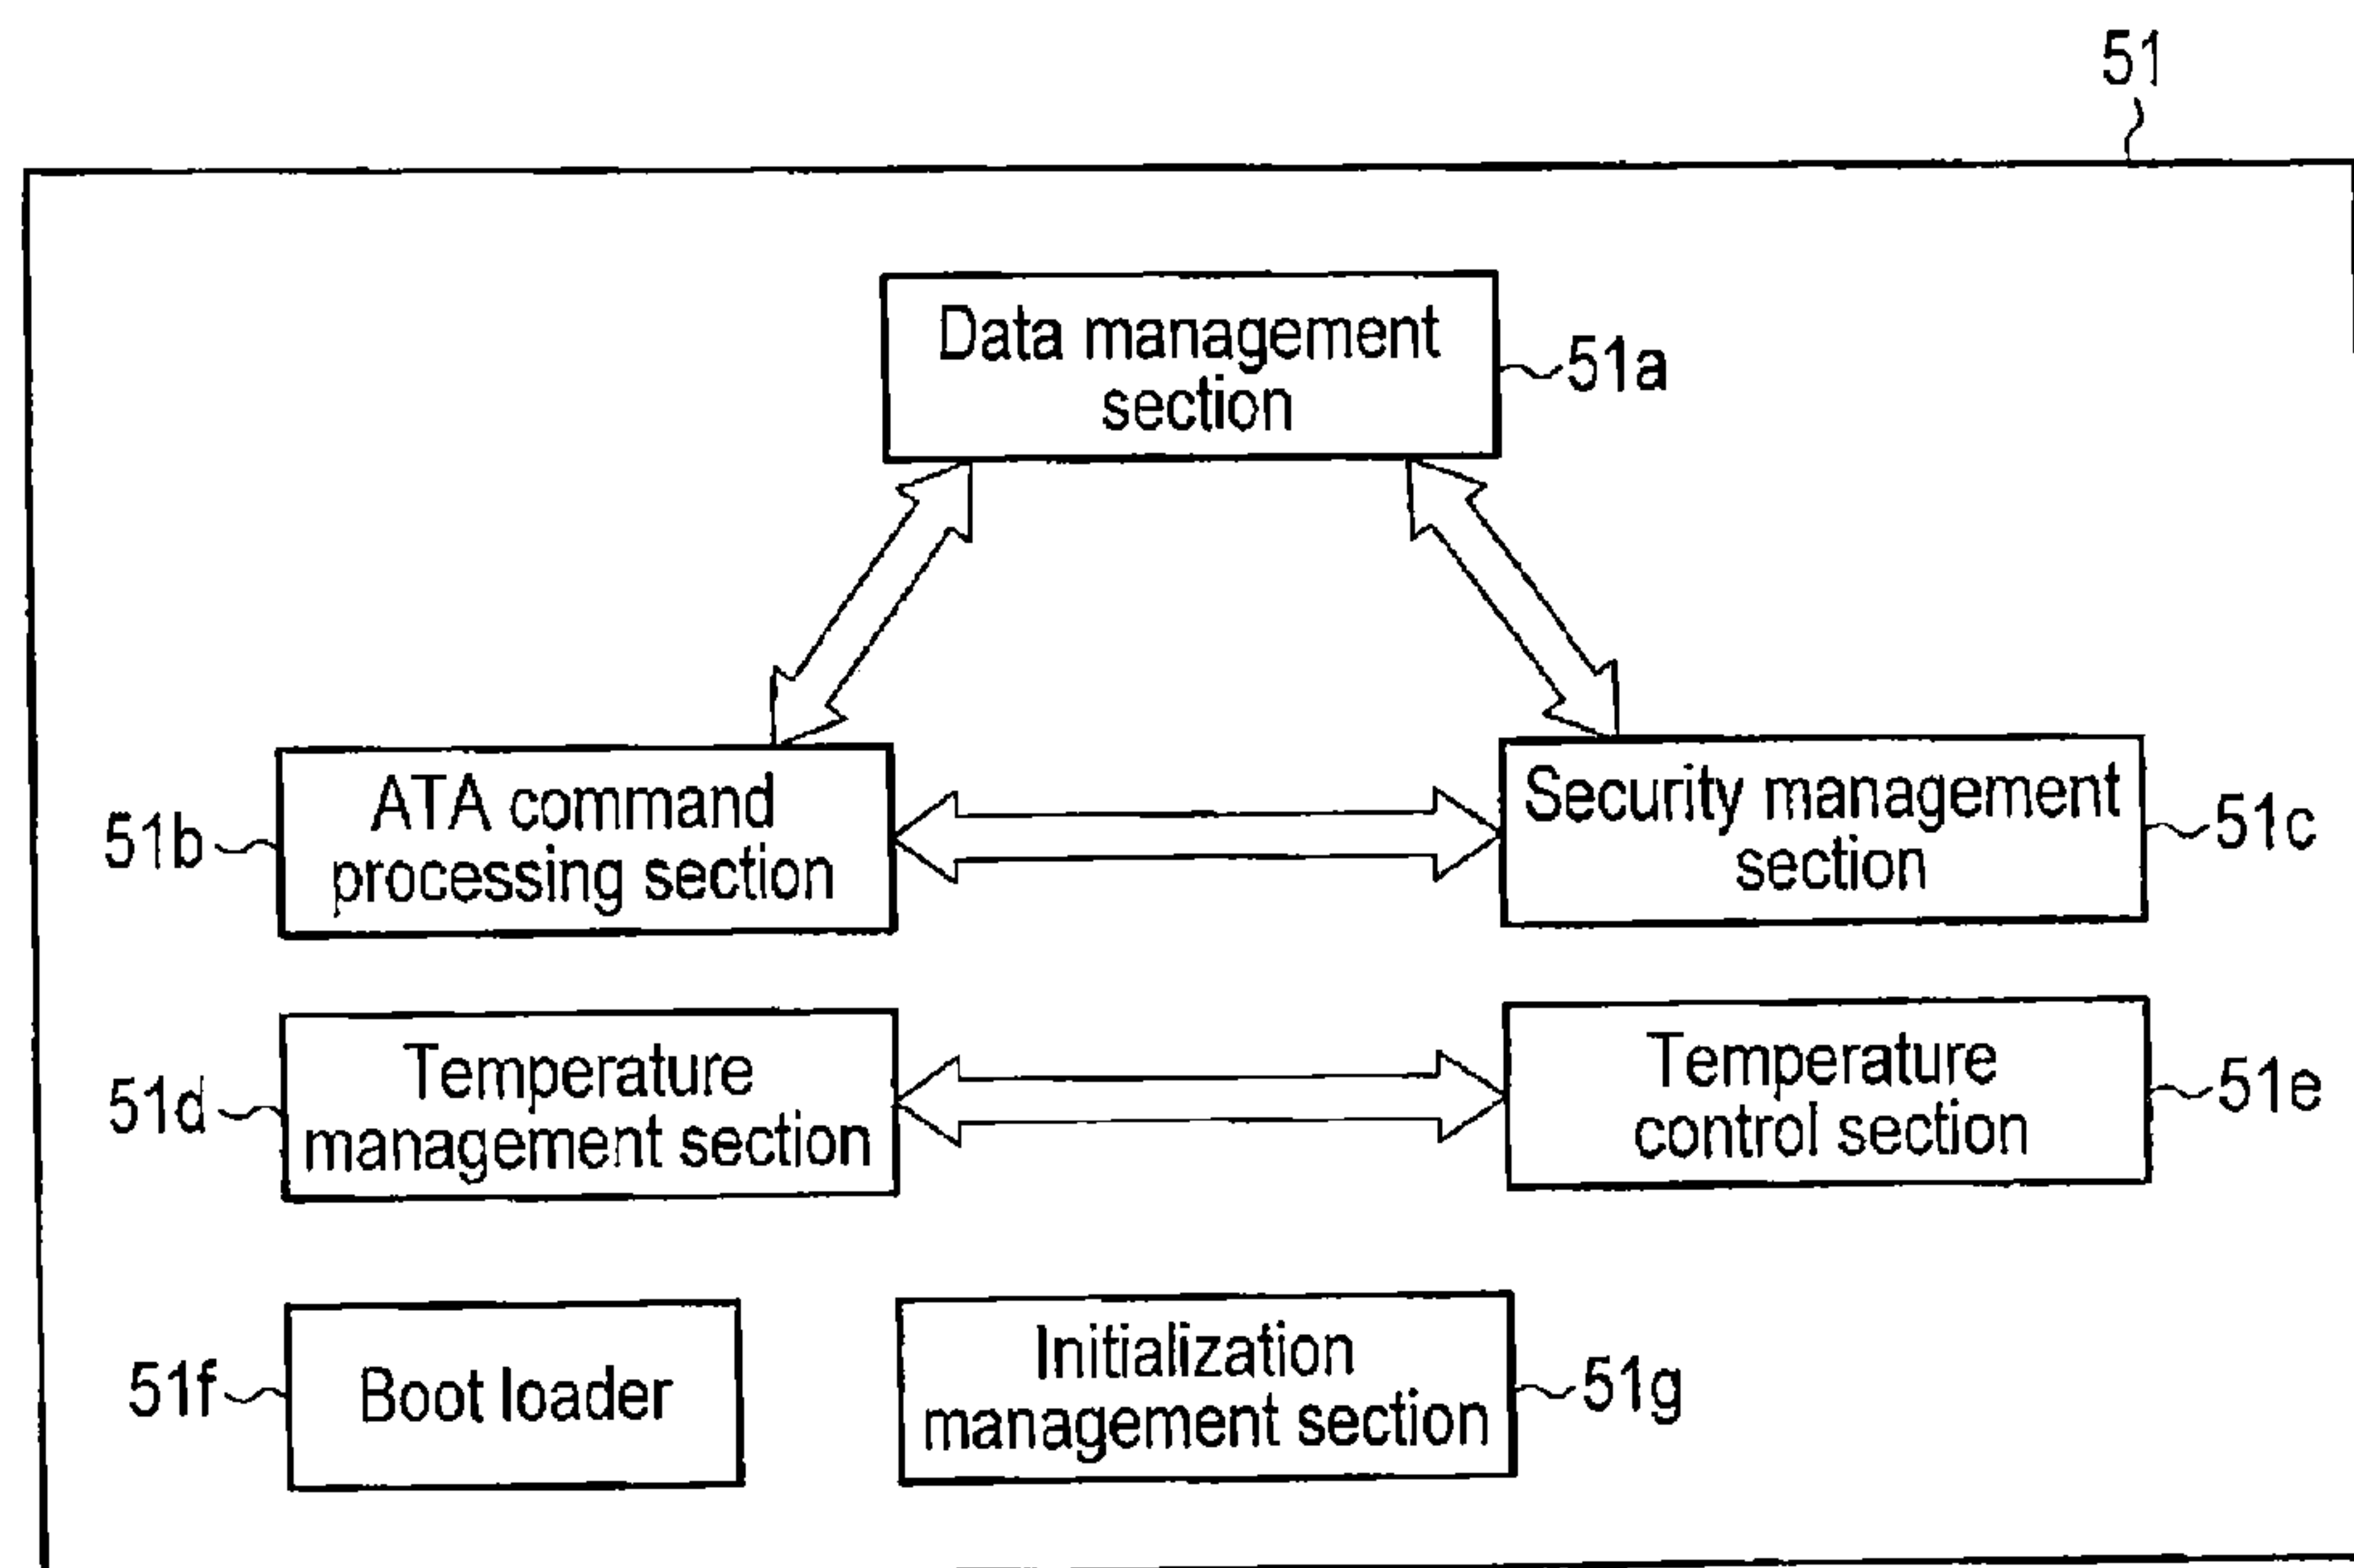 51
Data management
section
51a
ATA command
processing section
51b
Security management
section
51c
Temperature
management section
51d
Temperature
control section
51e
Boot loader
51f
Initialization
management section
51g